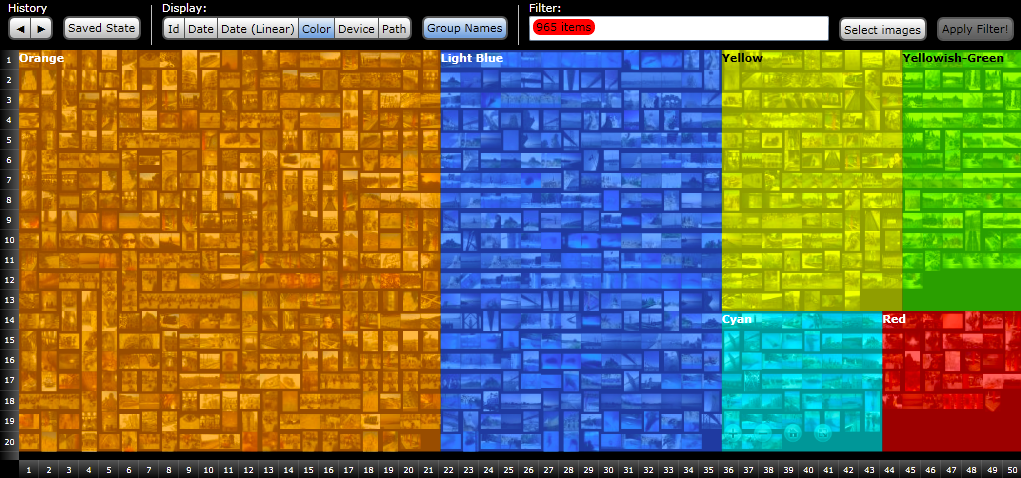 History
Display:
Filter:
◀ ▶ Saved State Id Date Date (Linear) Color Device Path Group Names 965 items Select images Apply Filter!
Orange Light Blue Yellow Yellowish-Green
Cyan Red
1
2
3
4
5
6
7
8
9
10
11
12
13
14
15
16
17
18
19
20
1 2 3 4 5 6 7 8 9 10 11 12 13 14 15 16 17 18 19 20 21 22 23 24 25 26 27 28 29 30 31 32 33 34 35 36 37 38 39 40 41 42 43 44 45 46 47 48 49 50